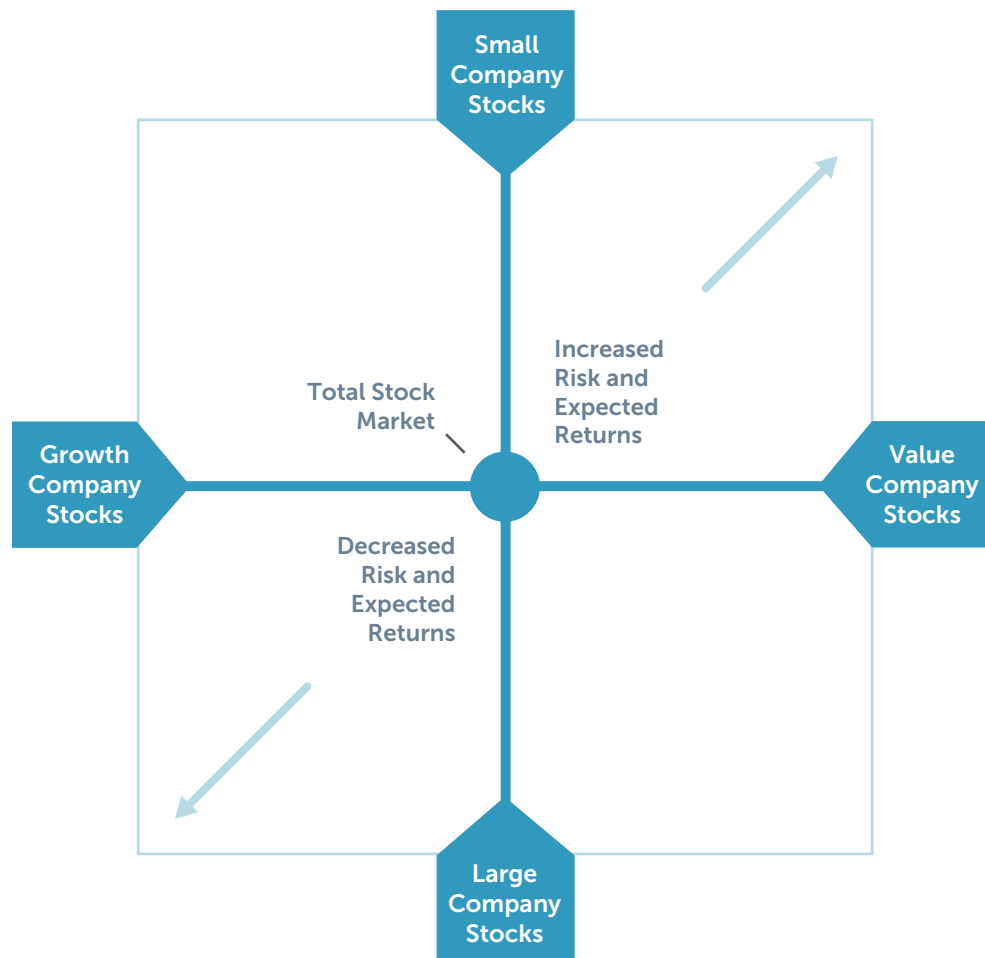 Small
Company
Stocks
Increased
Risk and
Expected
Returns
Total Stock
Market
Growth
Company
Stocks
Value
Company
Stocks
Decreased
Risk and
Expected
Returns
Large
Company
Stocks